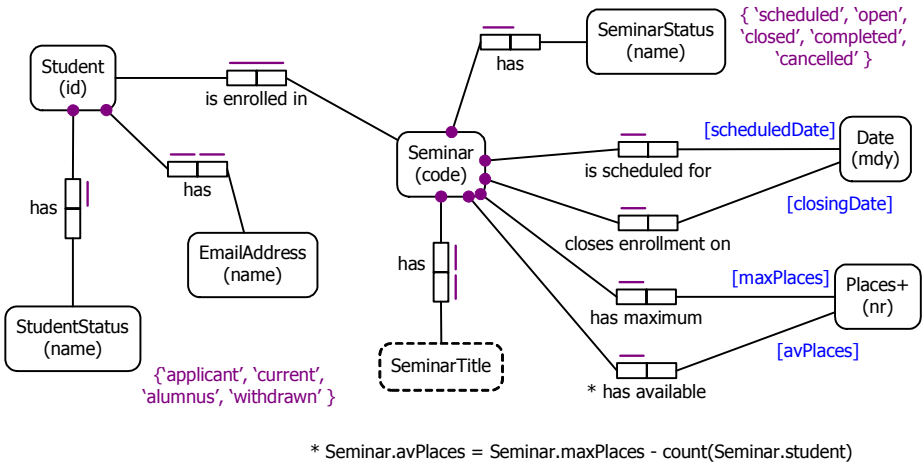 { ‘scheduled’, ‘open’,
‘closed’, ‘completed’,
‘cancelled’ }
SeminarStatus
(name)
has
Student
(id)
is enrolled in
Seminar
(code)
[scheduledDate]
Date
(mdy)
is scheduled for
[closingDate]
closes enrollment on
has
has
EmailAddress
(name)
has
[maxPlaces]
Places+
(nr)
has maximum
[avPlaces]
* has available
StudentStatus
(name)
SeminarTitle
{‘applicant’, ‘current’,
‘alumnus’, ‘withdrawn’ }
* Seminar.avPlaces = Seminar.maxPlaces - count(Seminar.student)